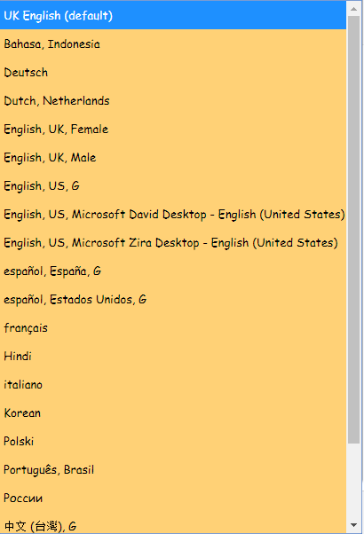 UK English (default)
Bahasa, Indonesia
Deutsch
Dutch, Netherlands
English, UK, Female
English, UK, Male
English, US, G
English, US, Microsoft David Desktop - English (United States)
English, US, Microsoft Zira Desktop - English (United States)
español, España, G
español, Estados Unidos, G
français
Hindi
italiano
Korean
Polski
Português, Brasil
России
中文 (台灣), G